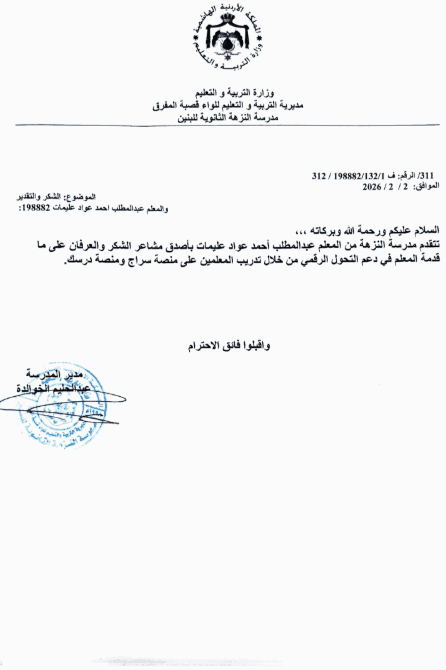 المملكة الأردنية الهاشمية
وزارة التربية والتعليم
وزارة التربية و التعليم
مديرية التربية و التعليم للواء قصبة المفرق
مدرسة النزهة الثانوية للبنين
311/ الرقم: ف 198882/132/1 / 312
الموافق: 2 / 2 / 2026
الموضوع: الشكر والتقدير
والمعلم عبدالمطلب احمد عواد عليمات 198882:
السلام عليكم ورحمة الله وبركاته ،،،
تتقدم مدرسة النزهة من المعلم عبدالمطلب أحمد عواد عليمات بأصدق مشاعر الشكر والعرفان على ما
قدمة المعلم في دعم التحول الرقمي من خلال تدريب المعلمين على منصة سراج ومنصة درسك.
واقبلوا فائق الاحترام
مدير المدرسة
عبدالحليم الخوالدة